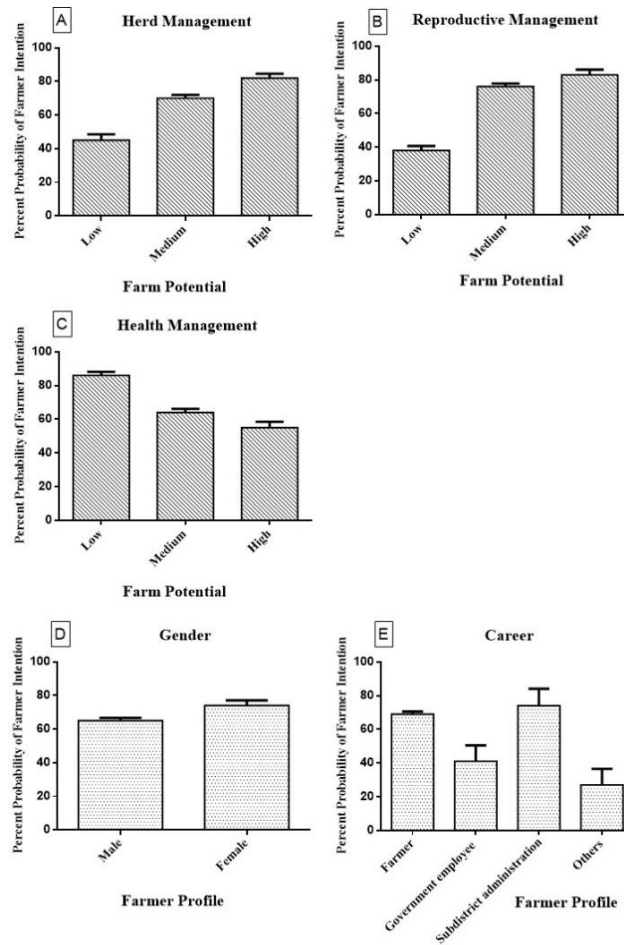 A
Herd Management
Percent Probability of Farmer Intention
100
80
60
40
20
0
Low
Medium
High
Farm Potential
B
Reproductive Management
Percent Probability of Farmer Intention
100
80
60
40
20
0
Low
Medium
High
Farm Potential
C
Health Management
Percent Probability of Farmer Intention
100
80
60
40
20
0
Low
Medium
High
Farm Potential
D
Gender
Percent Probability of Farmer Intention
100
80
60
40
20
0
Male
Female
Farmer Profile
E
Career
Percent Probability of Farmer Intention
100
80
60
40
20
0
Farmer
Government employee
Subdistrict administration
Others
Farmer Profile